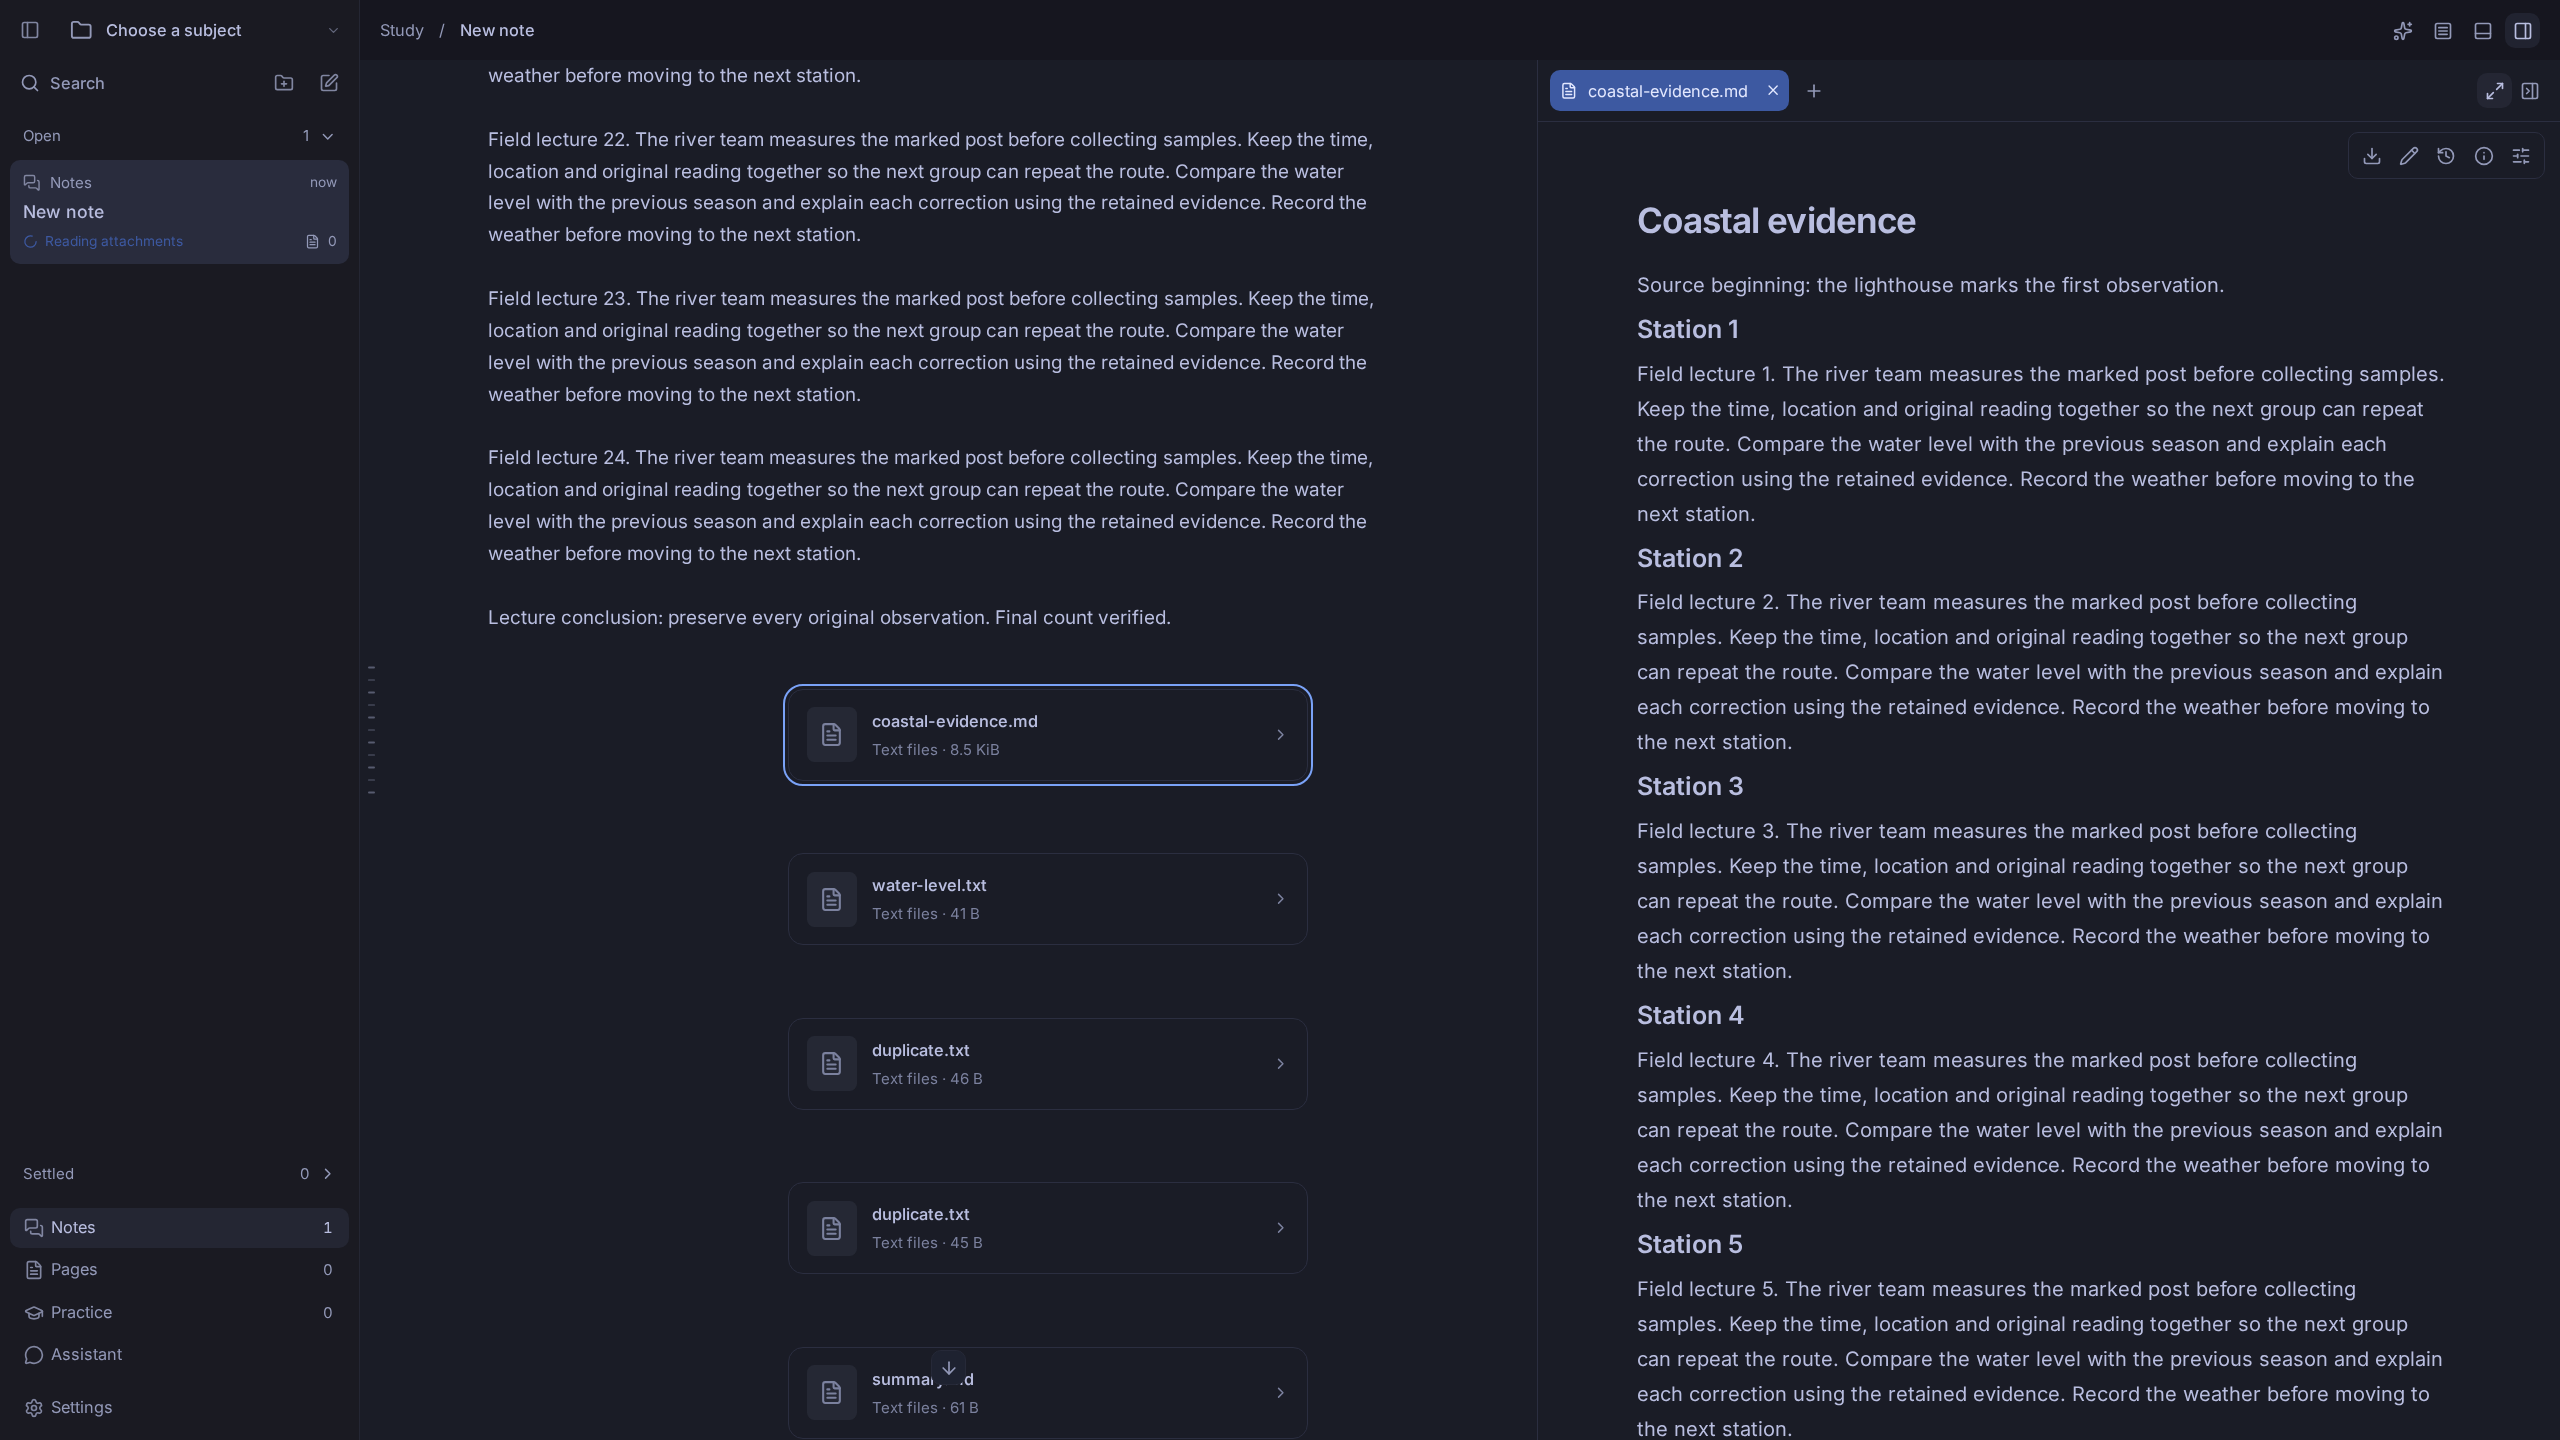 Choose a subject
Search
Open 1
Notes now
New note
Reading attachments 0
Settled 0
Notes 1
Pages 0
Practice 0
Assistant
Settings
Study / New note
weather before moving to the next station.
Field lecture 22. The river team measures the marked post before collecting samples. Keep the time,
location and original reading together so the next group can repeat the route. Compare the water
level with the previous season and explain each correction using the retained evidence. Record the
weather before moving to the next station.
Field lecture 23. The river team measures the marked post before collecting samples. Keep the time,
location and original reading together so the next group can repeat the route. Compare the water
level with the previous season and explain each correction using the retained evidence. Record the
weather before moving to the next station.
Field lecture 24. The river team measures the marked post before collecting samples. Keep the time,
location and original reading together so the next group can repeat the route. Compare the water
level with the previous season and explain each correction using the retained evidence. Record the
weather before moving to the next station.
Lecture conclusion: preserve every original observation. Final count verified.
coastal-evidence.md
Text files · 8.5 KiB
water-level.txt
Text files · 41 B
duplicate.txt
Text files · 46 B
duplicate.txt
Text files · 45 B
Text files · 61 B
coastal-evidence.md
Coastal evidence
Source beginning: the lighthouse marks the first observation.
Station 1
Field lecture 1. The river team measures the marked post before collecting samples.
Keep the time, location and original reading together so the next group can repeat
the route. Compare the water level with the previous season and explain each
correction using the retained evidence. Record the weather before moving to the
next station.
Station 2
Field lecture 2. The river team measures the marked post before collecting
samples. Keep the time, location and original reading together so the next group
can repeat the route. Compare the water level with the previous season and explain
each correction using the retained evidence. Record the weather before moving to
the next station.
Station 3
Field lecture 3. The river team measures the marked post before collecting
samples. Keep the time, location and original reading together so the next group
can repeat the route. Compare the water level with the previous season and explain
each correction using the retained evidence. Record the weather before moving to
the next station.
Station 4
Field lecture 4. The river team measures the marked post before collecting
samples. Keep the time, location and original reading together so the next group
can repeat the route. Compare the water level with the previous season and explain
each correction using the retained evidence. Record the weather before moving to
the next station.
Station 5
Field lecture 5. The river team measures the marked post before collecting
samples. Keep the time, location and original reading together so the next group
can repeat the route. Compare the water level with the previous season and explain
each correction using the retained evidence. Record the weather before moving to
the next station.